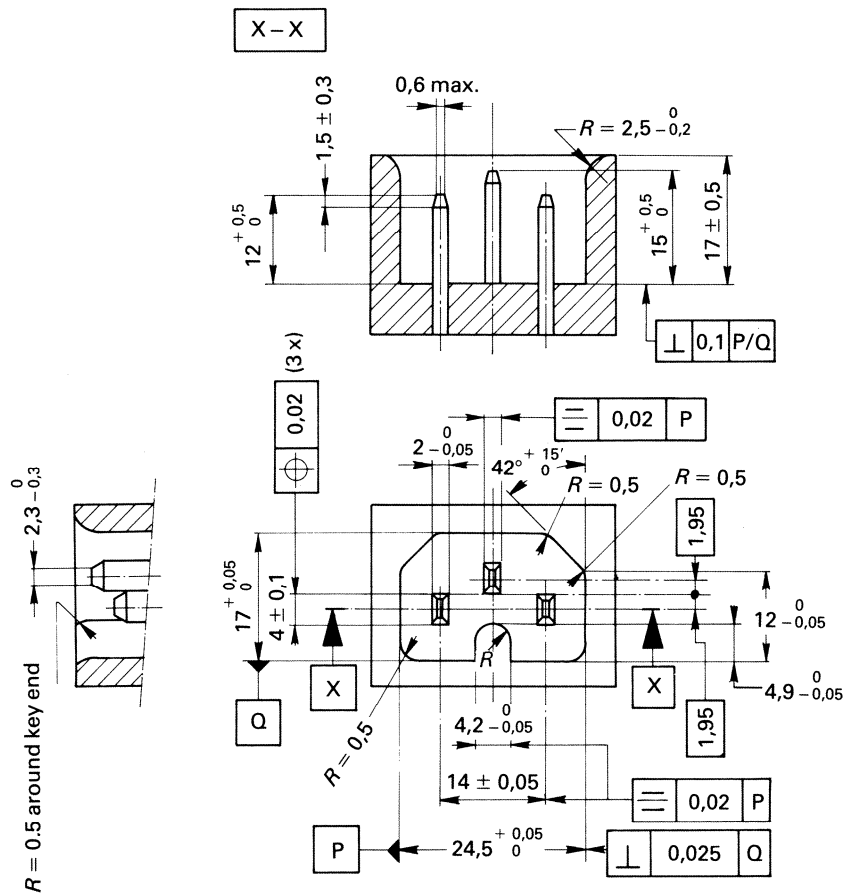 X – X
0,6 max.
1,5 ± 0,3
R = 2,5 0 -0,2
12 + 0,5 0
15 + 0,5 0
17 ± 0,5
⊥ 0,1 P/Q
(3 x)
0,02
⌖
⌯ 0,02 P
2 0 -0,05
42° + 15' 0
R = 0,5
R = 0,5
1,95
2,3 0 -0,3
17 + 0,05 0
4 ± 0,1
12 0 -0,05
X
X
R
4,9 0 -0,05
Q
4,2 0 -0,05
1,95
R = 0,5
14 ± 0,05
⌯ 0,02 P
R = 0.5 around key end
P
24,5 + 0,05 0
⊥ 0,025 Q